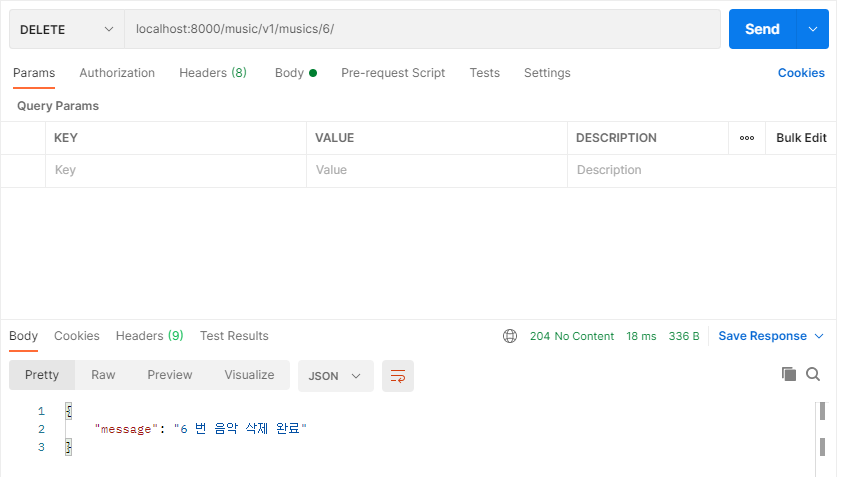 DELETE localhost:8000/music/v1/musics/6/ Send
Params Authorization Headers (8) Body Pre-request Script Tests Settings Cookies
Query Params
KEY VALUE DESCRIPTION ooo Bulk Edit
Key Value Description
Body Cookies Headers (9) Test Results 204 No Content 18 ms 336 B Save Response
Pretty Raw Preview Visualize JSON
1 {
2 "message": "6 번 음악 삭제 완료"
3 }